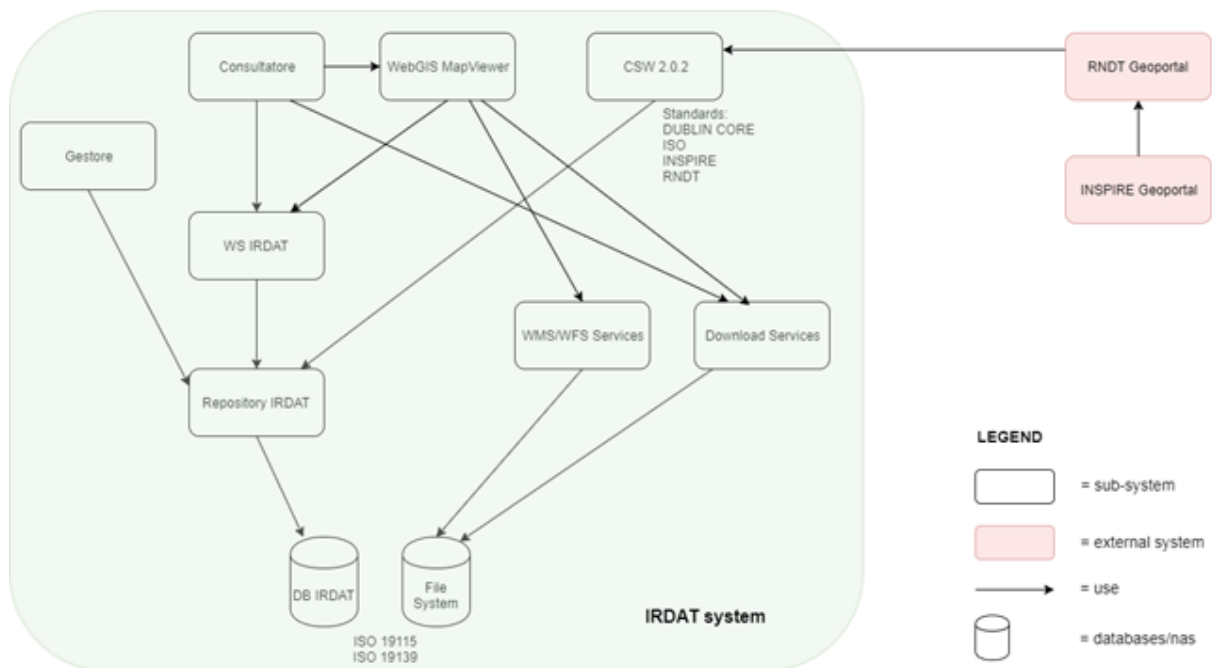 Consultatore
WebGIS MapViewer
CSW 2.0.2
RNDT Geoportal
Standards:
DUBLIN CORE
ISO
INSPIRE
RNDT
Gestore
INSPIRE Geoportal
WS IRDAT
WMS/WFS Services
Download Services
Repository IRDAT
DB IRDAT
File
System
ISO 19115
ISO 19139
IRDAT system
LEGEND
= sub-system
= external system
= use
= databases/nas